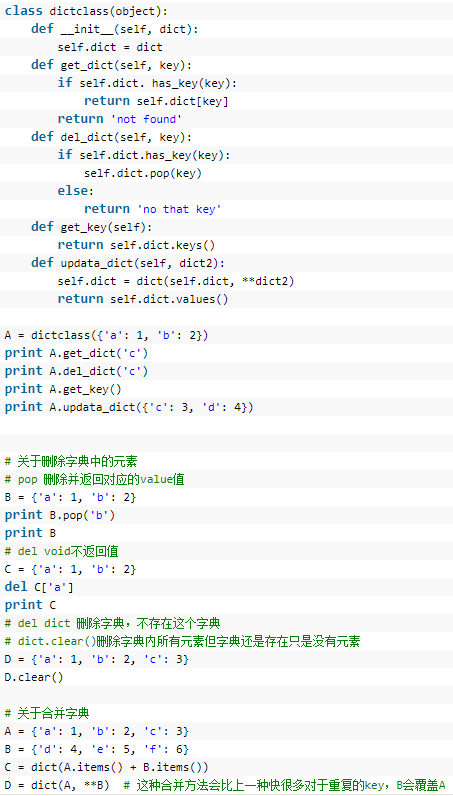 class dictclass(object):
    def __init__(self, dict):
        self.dict = dict
    def get_dict(self, key):
        if self.dict. has_key(key):
            return self.dict[key]
        return 'not found'
    def del_dict(self, key):
        if self.dict.has_key(key):
            self.dict.pop(key)
        else:
            return 'no that key'
    def get_key(self):
        return self.dict.keys()
    def updata_dict(self, dict2):
        self.dict = dict(self.dict, **dict2)
        return self.dict.values()
A = dictclass({'a': 1, 'b': 2})
print A.get_dict('c')
print A.del_dict('c')
print A.get_key()
print A.updata_dict({'c': 3, 'd': 4})
# 关于删除字典中的元素
# pop 删除并返回对应的value值
B = {'a': 1, 'b': 2}
print B.pop('b')
print B
# del void不返回值
C = {'a': 1, 'b': 2}
del C['a']
print C
# del dict 删除字典，不存在这个字典
# dict.clear()删除字典内所有元素但字典还是存在只是没有元素
D = {'a': 1, 'b': 2, 'c': 3}
D.clear()
# 关于合并字典
A = {'a': 1, 'b': 2, 'c': 3}
B = {'d': 4, 'e': 5, 'f': 6}
C = dict(A.items() + B.items())
D = dict(A, **B)  # 这种合并方法会比上一种快很多对于重复的key，B会覆盖A